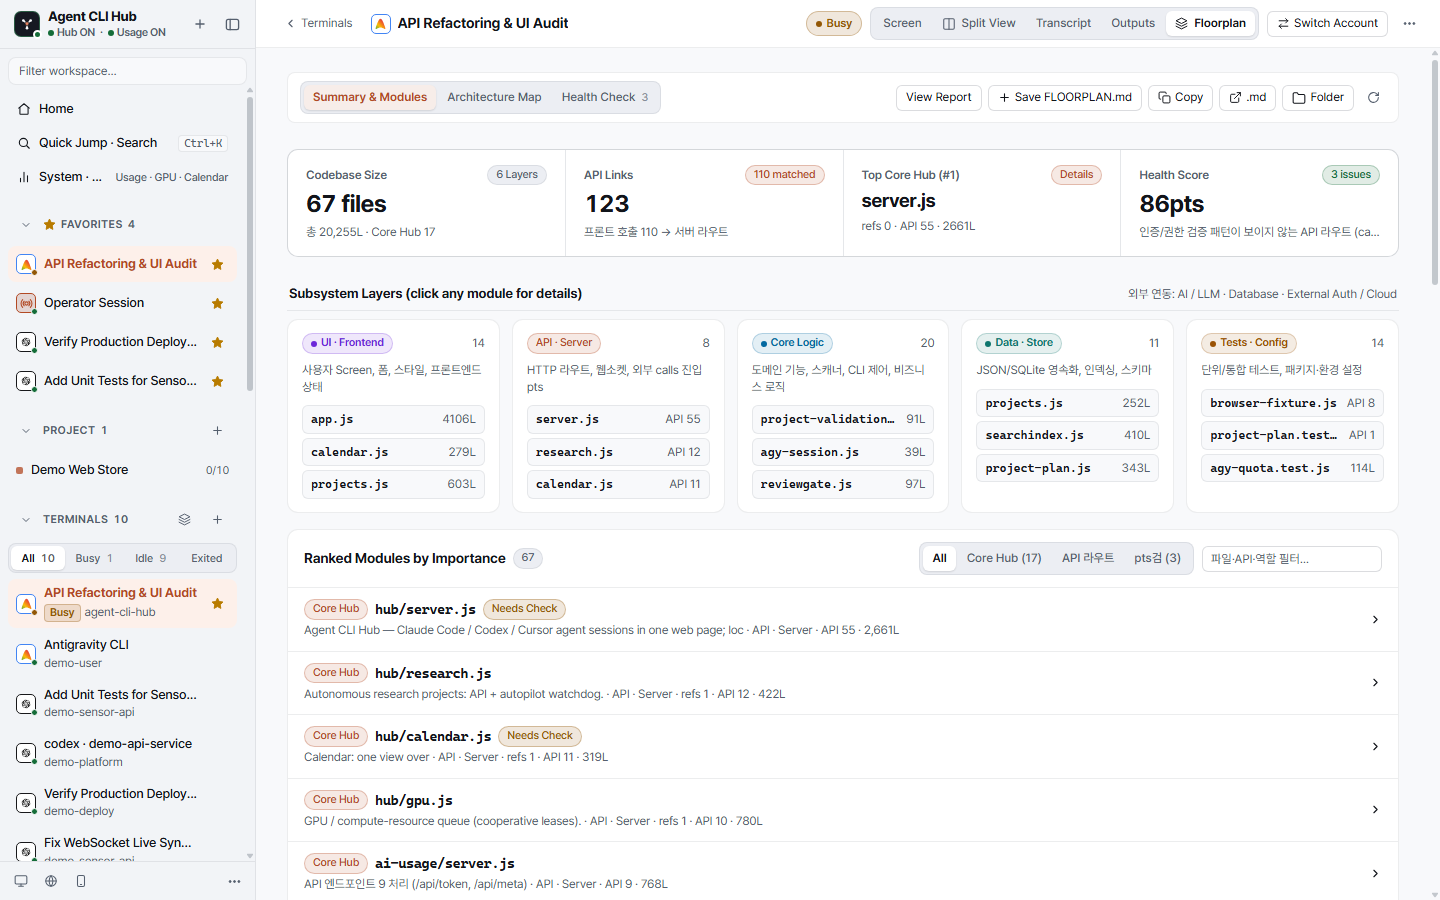 Agent CLI Hub
Hub ON · Usage ON
Filter workspace...
Home
Quick Jump · Search Ctrl+K
System · ... Usage · GPU · Calendar
FAVORITES 4
API Refactoring & UI Audit
Operator Session
Verify Production Deploy...
Add Unit Tests for Senso...
PROJECT 1
Demo Web Store 0/10
TERMINALS 10
All 10 Busy 1 Idle 9 Exited
API Refactoring & UI Audit
Busy agent-cli-hub
Antigravity CLI
demo-user
Add Unit Tests for Senso...
demo-sensor-api
codex · demo-api-service
demo-platform
Verify Production Deploy...
demo-deploy
Fix WebSocket Live Syn...
demo-sensor-api
Terminals API Refactoring & UI Audit
Busy Screen Split View Transcript Outputs Floorplan Switch Account
Summary & Modules Architecture Map Health Check 3
View Report Save FLOORPLAN.md Copy .md Folder
Codebase Size 6 Layers
67 files
총 20,255L · Core Hub 17
API Links 110 matched
123
프론트 호출 110 → 서버 라우트
Top Core Hub (#1) Details
server.js
refs 0 · API 55 · 2661L
Health Score 3 issues
86pts
인증/권한 검증 패턴이 보이지 않는 API 라우트 (ca...
Subsystem Layers (click any module for details)
외부 연동: AI / LLM · Database · External Auth / Cloud
UI · Frontend 14
사용자 Screen, 폼, 스타일, 프론트엔드
상태
app.js 4106L
calendar.js 279L
projects.js 603L
API · Server 8
HTTP 라우트, 웹소켓, 외부 calls 진입
pts
server.js API 55
research.js API 12
calendar.js API 11
Core Logic 20
도메인 기능, 스캐너, CLI 제어, 비즈니
스 로직
project-validation... 91L
agy-session.js 39L
reviewgate.js 97L
Data · Store 11
JSON/SQLite 영속화, 인덱싱, 스키마
projects.js 252L
searchindex.js 410L
project-plan.js 343L
Tests · Config 14
단위/통합 테스트, 패키지·환경 설정
browser-fixture.js API 8
project-plan.test... API 1
agy-quota.test.js 114L
Ranked Modules by Importance 67
All Core Hub (17) API 라우트 pts검 (3) 파일·API·역할 필터...
Core Hub hub/server.js Needs Check
Agent CLI Hub — Claude Code / Codex / Cursor agent sessions in one web page; loc · API · Server · API 55 · 2,661L
Core Hub hub/research.js
Autonomous research projects: API + autopilot watchdog. · API · Server · refs 1 · API 12 · 422L
Core Hub hub/calendar.js Needs Check
Calendar: one view over · API · Server · refs 1 · API 11 · 319L
Core Hub hub/gpu.js
GPU / compute-resource queue (cooperative leases). · API · Server · refs 1 · API 10 · 780L
Core Hub ai-usage/server.js
API 엔드포인트 9 처리 (/api/token, /api/meta) · API · Server · API 9 · 768L